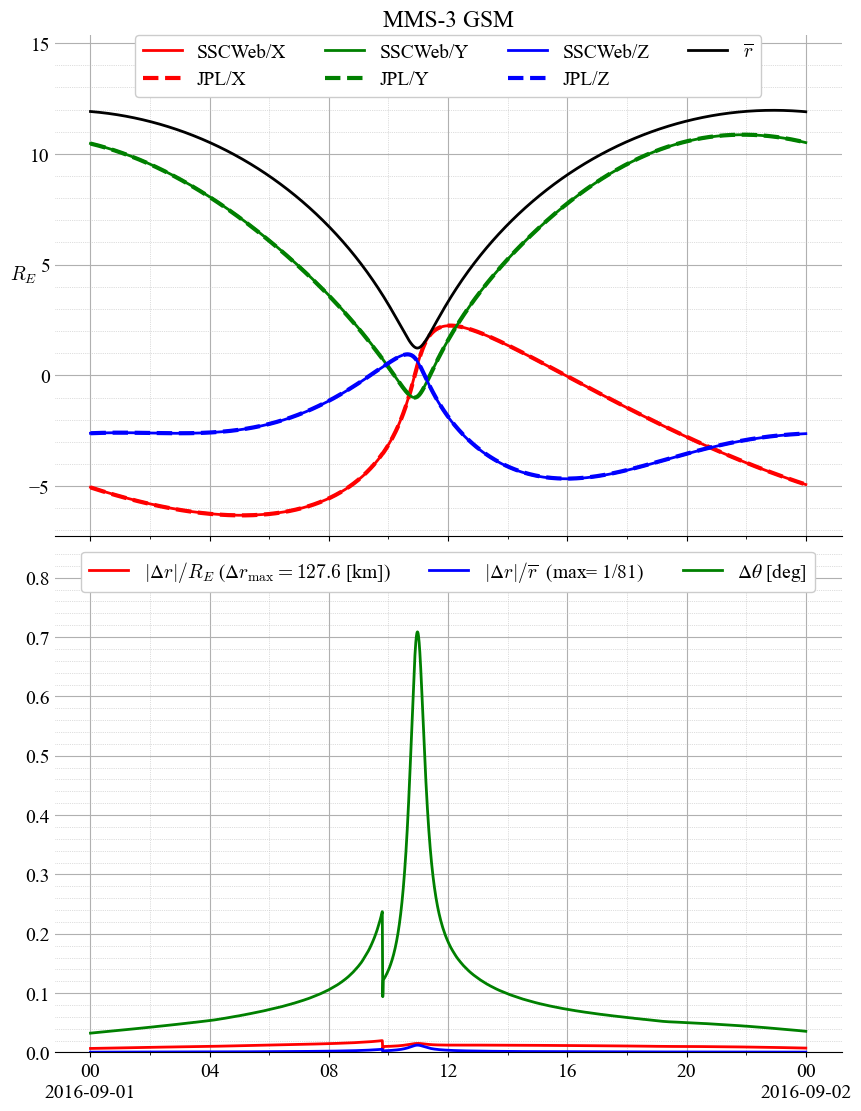 MMS-3 GSM
SSCWeb/X SSCWeb/Y SSCWeb/Z r̅
JPL/X JPL/Y JPL/Z
15
10
5
R_E
0
−5
|Δr|/R_E (Δr_max = 127.6 [km]) |Δr|/r̅ (max= 1/81) Δθ [deg]
0.8
0.7
0.6
0.5
0.4
0.3
0.2
0.1
0.0
00 04 08 12 16 20 00
2016-09-01 2016-09-02